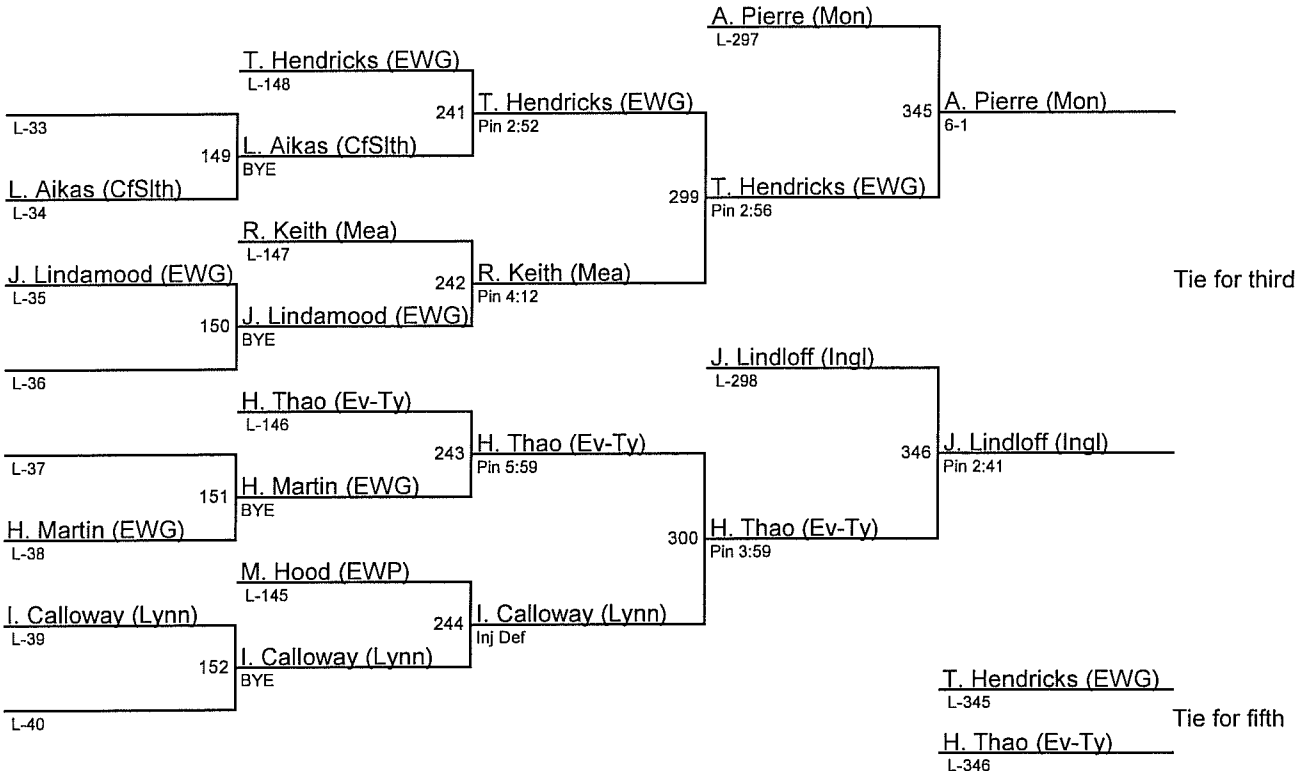 A. Pierre (Mon)
L-297
T. Hendricks (EWG)
L-148
241
T. Hendricks (EWG)
Pin 2:52
345
A. Pierre (Mon)
6-1
L-33
149
L. Aikas (CfSlth)
BYE
L. Aikas (CfSlth)
L-34
299
T. Hendricks (EWG)
Pin 2:56
R. Keith (Mea)
L-147
J. Lindamood (EWG)
L-35
242
R. Keith (Mea)
Pin 4:12
Tie for third
150
J. Lindamood (EWG)
BYE
L-36
J. Lindloff (Ingl)
L-298
H. Thao (Ev-Ty)
L-146
243
H. Thao (Ev-Ty)
Pin 5:59
346
J. Lindloff (Ingl)
Pin 2:41
L-37
151
H. Martin (EWG)
BYE
H. Martin (EWG)
L-38
300
H. Thao (Ev-Ty)
Pin 3:59
M. Hood (EWP)
L-145
I. Calloway (Lynn)
L-39
244
I. Calloway (Lynn)
Inj Def
152
I. Calloway (Lynn)
BYE
L-40
T. Hendricks (EWG)
L-345
Tie for fifth
H. Thao (Ev-Ty)
L-346